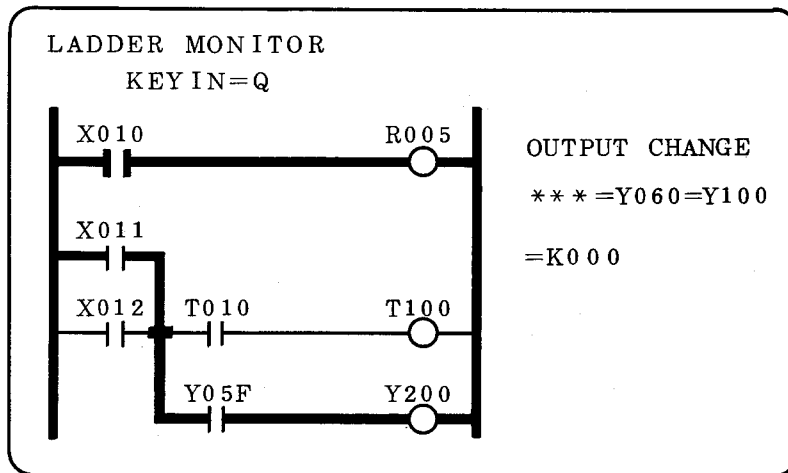 LADDER MONITOR
KEYIN=Q
X010 R005
OUTPUT CHANGE
***=Y060=Y100
X011
=K000
X012 T010 T100
Y05F Y200